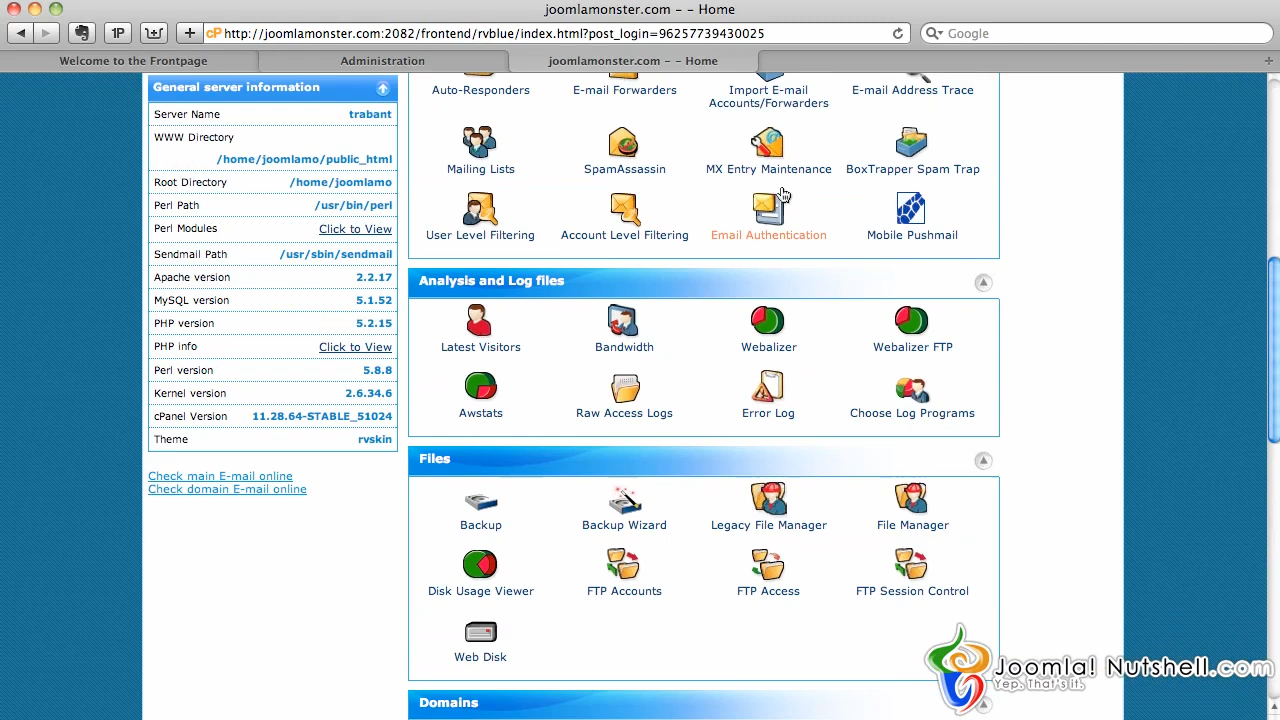 joomlamonster.com – – Home
1P
cP http://joomlamonster.com:2082/frontend/rvblue/index.html?post_login=96257739430025
Google
Welcome to the Frontpage
Administration
joomlamonster.com – – Home
General server information
Server Name trabant
WWW Directory
/home/joomlamo/public_html
Root Directory /home/joomlamo
Perl Path /usr/bin/perl
Perl Modules Click to View
Sendmail Path /usr/sbin/sendmail
Apache version 2.2.17
MySQL version 5.1.52
PHP version 5.2.15
PHP info Click to View
Perl version 5.8.8
Kernel version 2.6.34.6
cPanel Version 11.28.64-STABLE_51024
Theme rvskin
Check main E-mail online
Check domain E-mail online
Auto-Responders
E-mail Forwarders
Import E-mail
Accounts/Forwarders
E-mail Address Trace
Mailing Lists
SpamAssassin
MX Entry Maintenance
BoxTrapper Spam Trap
User Level Filtering
Account Level Filtering
Email Authentication
Mobile Pushmail
Analysis and Log files
Latest Visitors
Bandwidth
Webalizer
Webalizer FTP
Awstats
Raw Access Logs
Error Log
Choose Log Programs
Files
Backup
Backup Wizard
Legacy File Manager
File Manager
Disk Usage Viewer
FTP Accounts
FTP Access
FTP Session Control
Web Disk
Domains
Joomla! Nutshell.com
Yep. That's it.